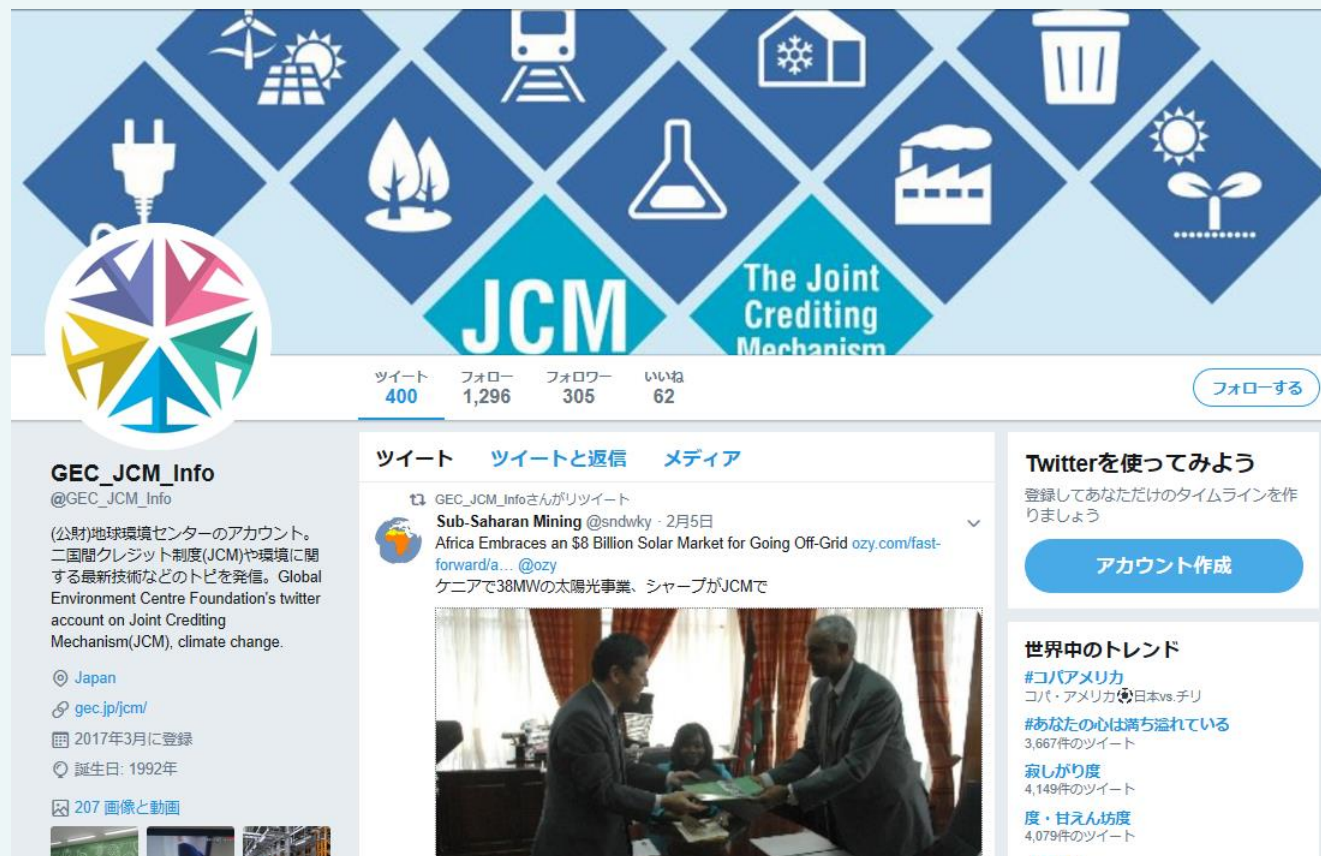 JCM
The Joint
Crediting
Mechanism
ツイート
400
フォロー
1,296
フォロワー
305
いいね
62
フォローする
GEC_JCM_Info
@GEC_JCM_Info
(公財)地球環境センターのアカウント。
二国間クレジット制度(JCM)や環境に関
する最新技術などのトピを発信。Global
Environment Centre Foundation's twitter
account on Joint Crediting
Mechanism(JCM), climate change.
Japan
gec.jp/jcm/
2017年3月に登録
誕生日: 1992年
207 画像と動画
ツイート ツイートと返信 メディア
GEC_JCM_Infoさんがリツイート
Sub-Saharan Mining @sndwky · 2月5日
Africa Embraces an $8 Billion Solar Market for Going Off-Grid ozy.com/fast-
forward/a… @ozy
ケニアで38MWの太陽光事業、シャープがJCMで
Twitterを使ってみよう
登録してあなただけのタイムラインを作
りましょう
アカウント作成
世界中のトレンド
#コパアメリカ
コパ・アメリカ⚽日本vs.チリ
#あなたの心は満ち溢れている
3,667件のツイート
寂しがり度
4,149件のツイート
度・甘えん坊度
4,079件のツイート